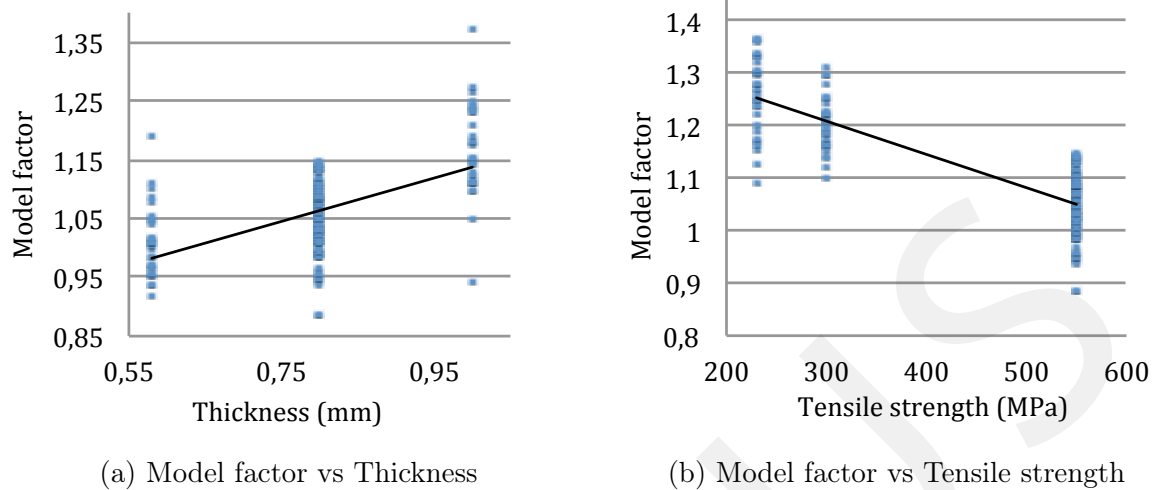 1,35
1,25
1,15
1,05
0,95
0,85
0,55 0,75 0,95
Model factor
Thickness (mm)
(a) Model factor vs Thickness
1,4
1,3
1,2
1,1
1
0,9
0,8
200 300 400 500 600
Model factor
Tensile strength (MPa)
(b) Model factor vs Tensile strength